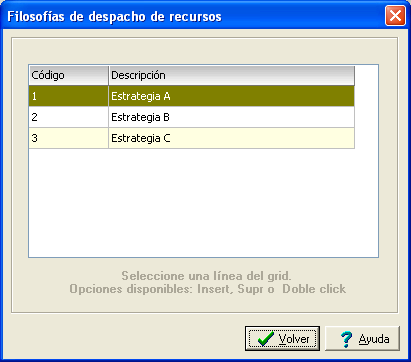 Filosofías de despacho de recursos
Código Descripción
1 Estrategia A
2 Estrategia B
3 Estrategia C
Seleccione una línea del grid.
Opciones disponibles: Insert, Supr o Doble click
Volver Ayuda